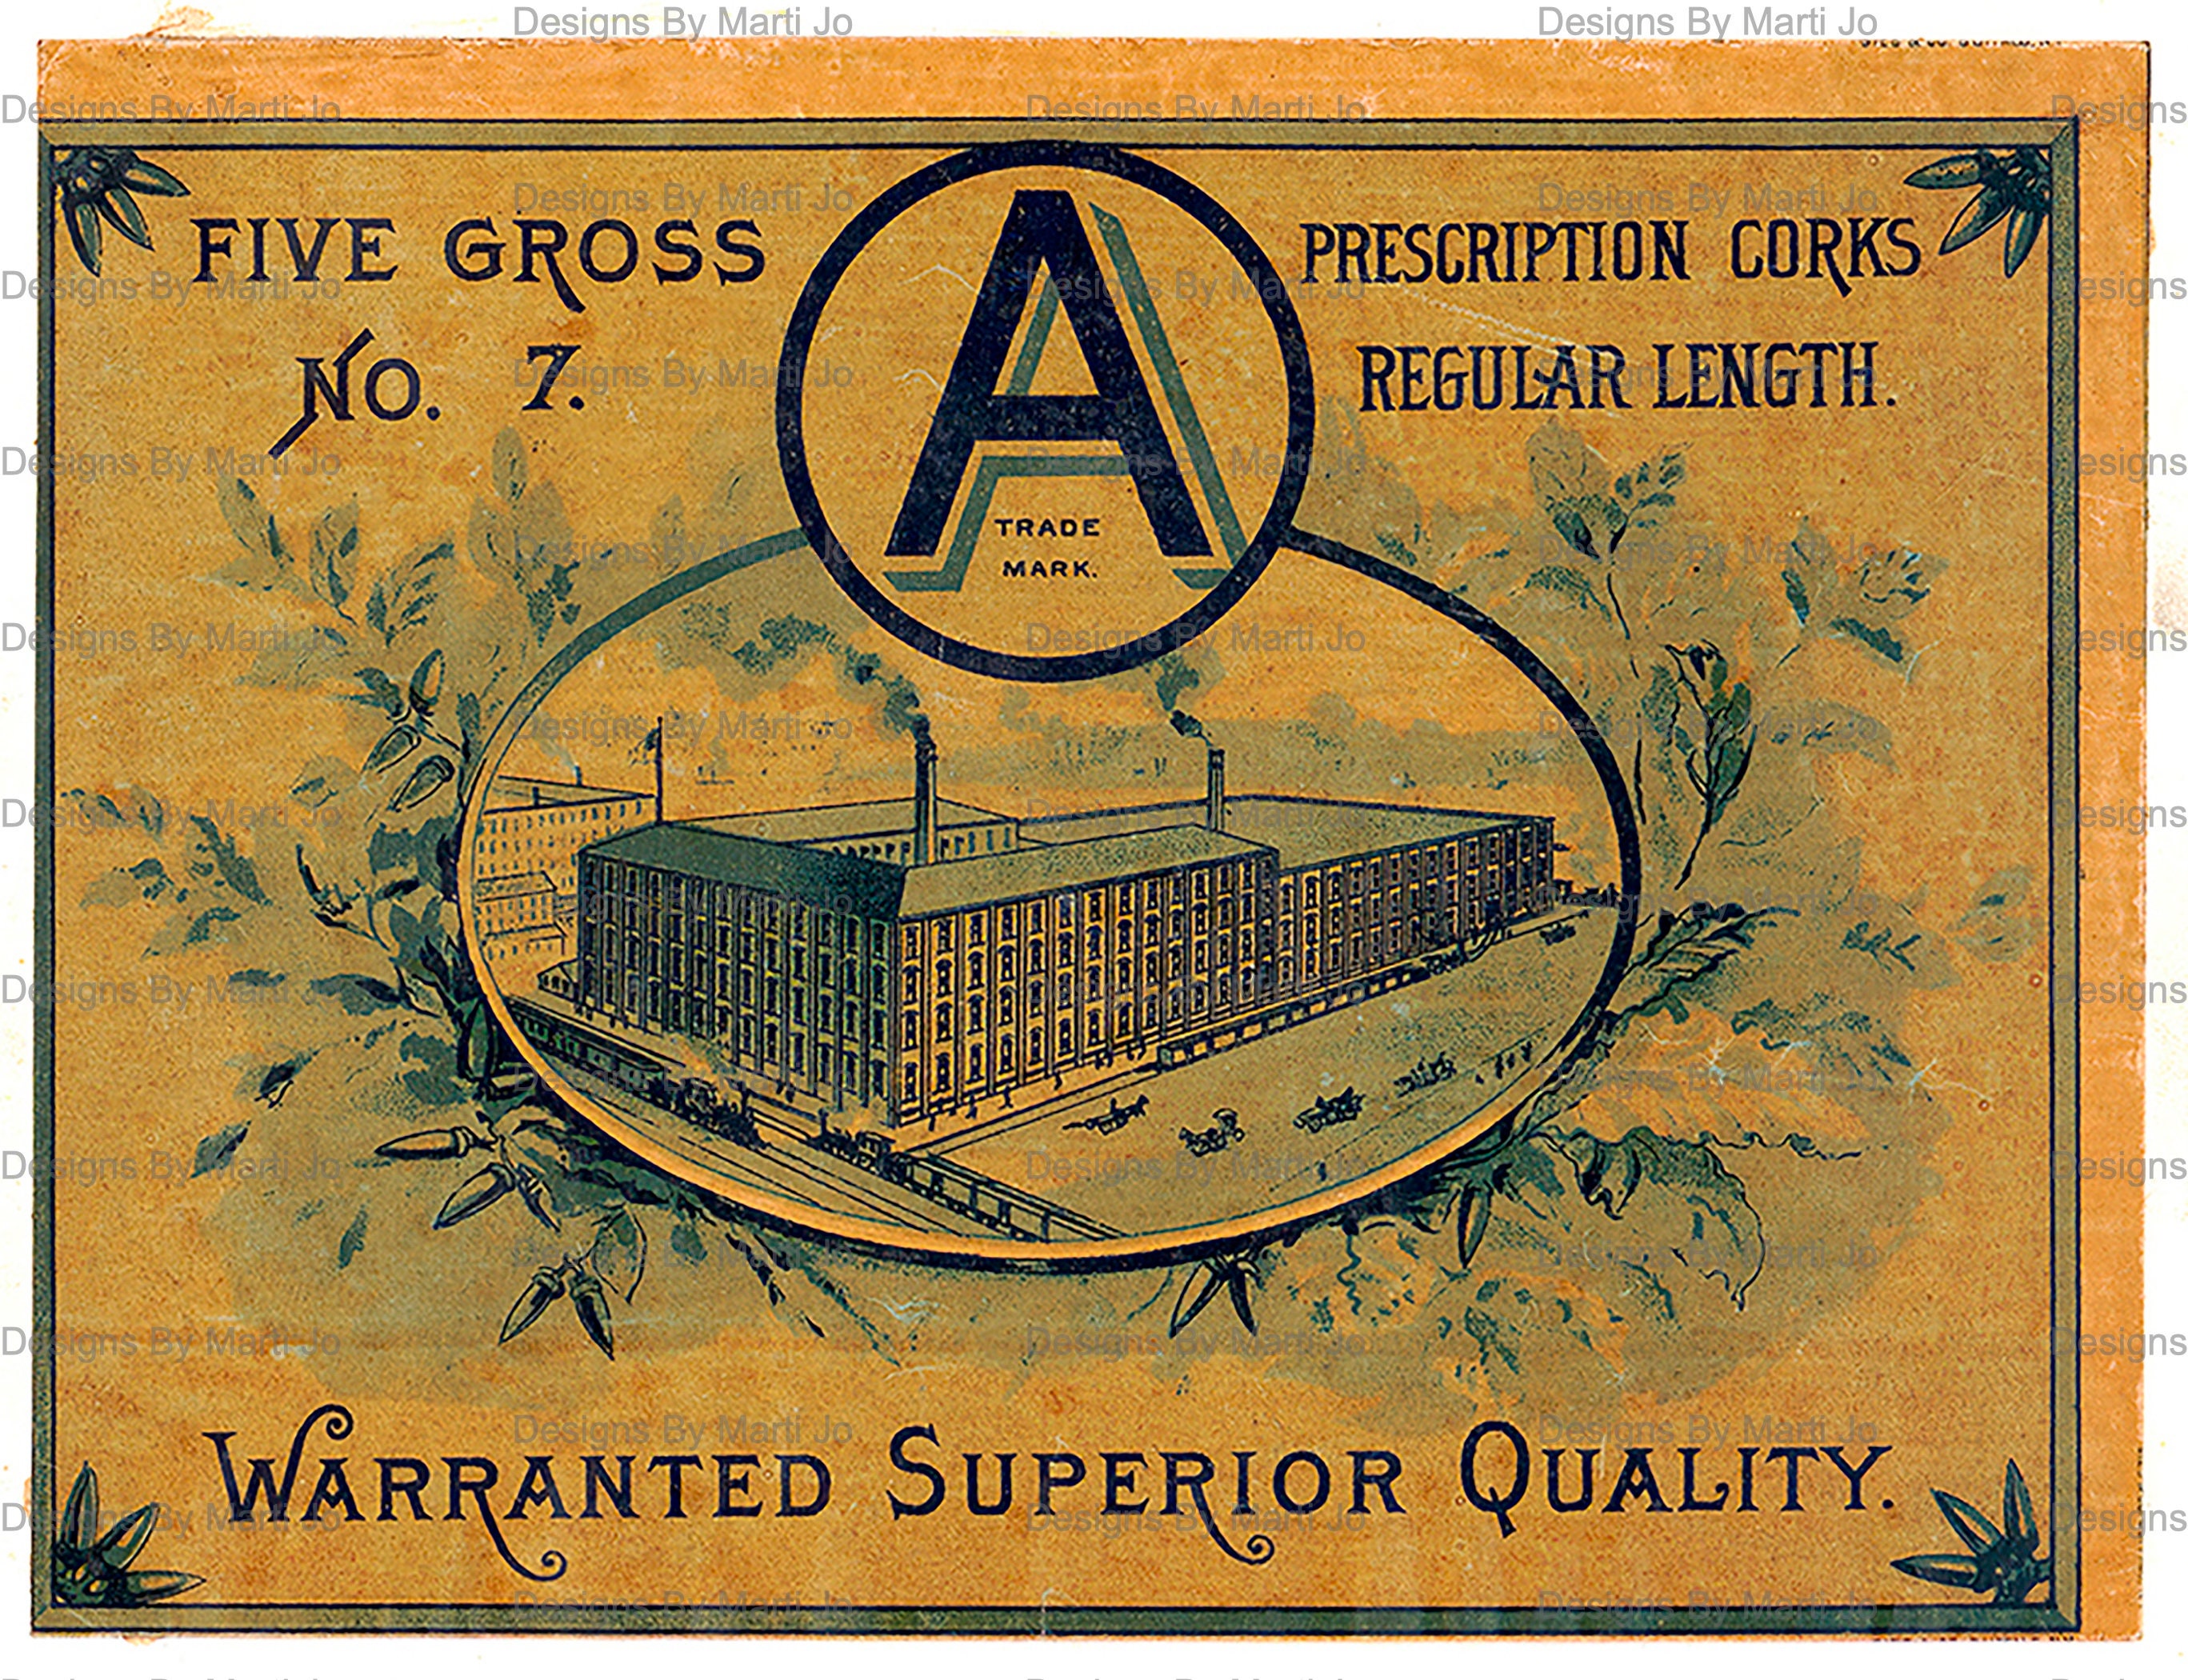 Designs By Marti Jo
FIVE GROSS
NO. 7.
A
TRADE
MARK.
PRESCRIPTION CORKS
REGULAR LENGTH.
WARRANTED SUPERIOR QUALITY.